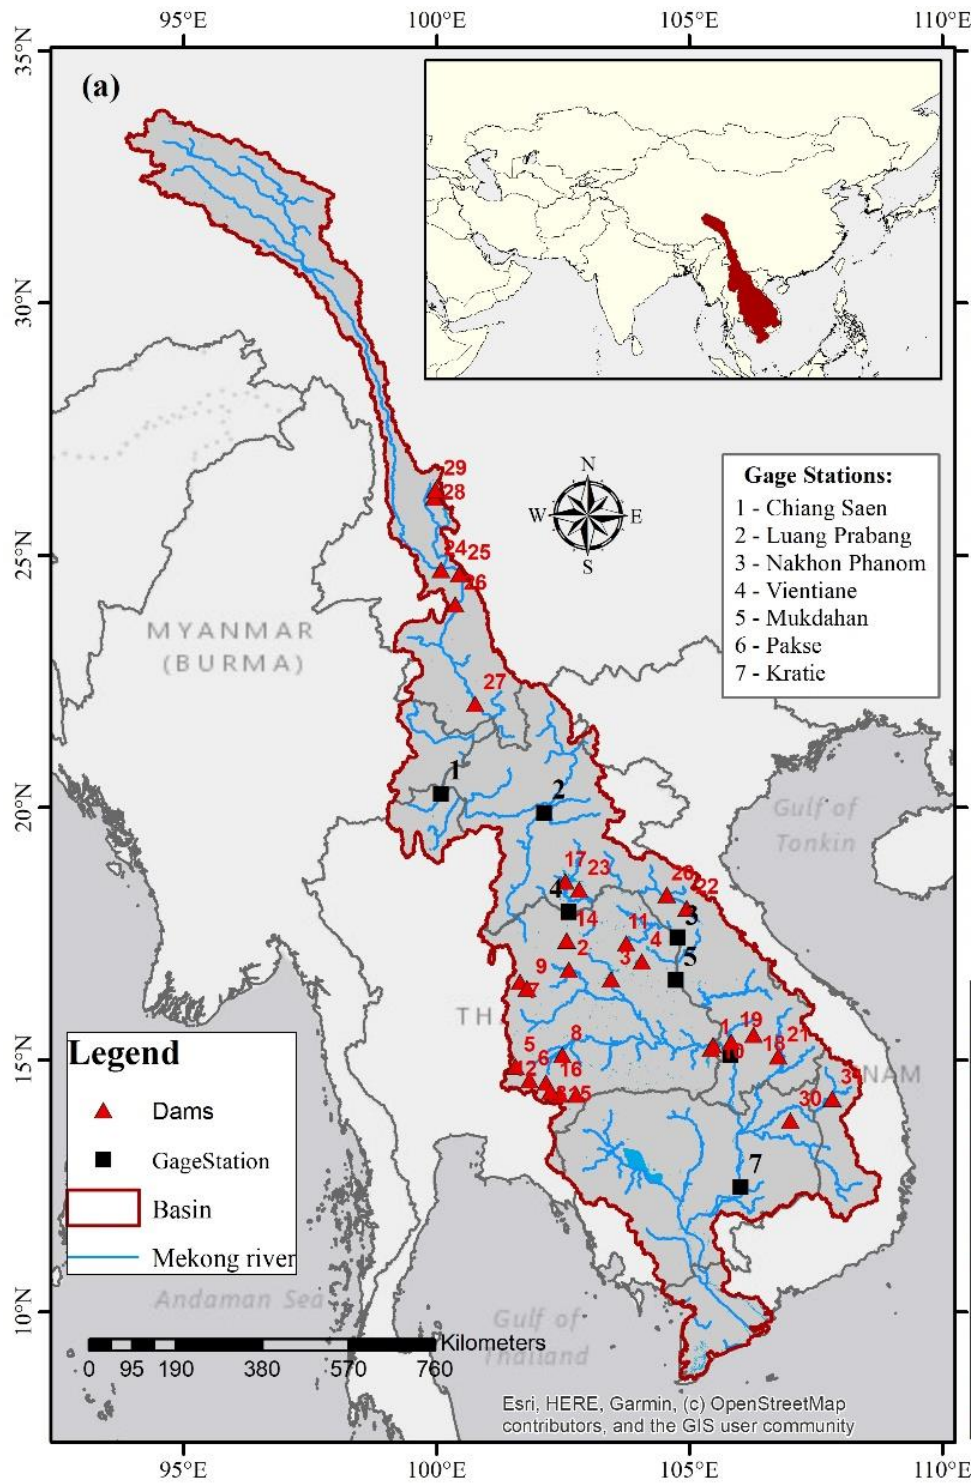 95°E 100°E 105°E 110°E
35°N
(a)
30°N
29
28
N
W E
S
Gage Stations:
1 - Chiang Saen
2 - Luang Prabang
3 - Nakhon Phanom
4 - Vientiane
5 - Mukdahan
6 - Pakse
7 - Kratie
24 25
25°N
26
MYANMAR
(BURMA)
27
1
2
20°N
Gulf of
Tonkin
17 23
4
20 22
14
3
11
2 4
3 5
9
7
TH
1 19
8
18 21
5
6
16
12
15°N
NAM
30
7
Legend
Dams
GageStation
Basin
Mekong river
10°N
Andaman Sea
Gulf of
Thailand
Kilometers
0 95 190 380 570 760
Esri, HERE, Garmin, (c) OpenStreetMap
contributors, and the GIS user community
95°E 100°E 105°E 110°E